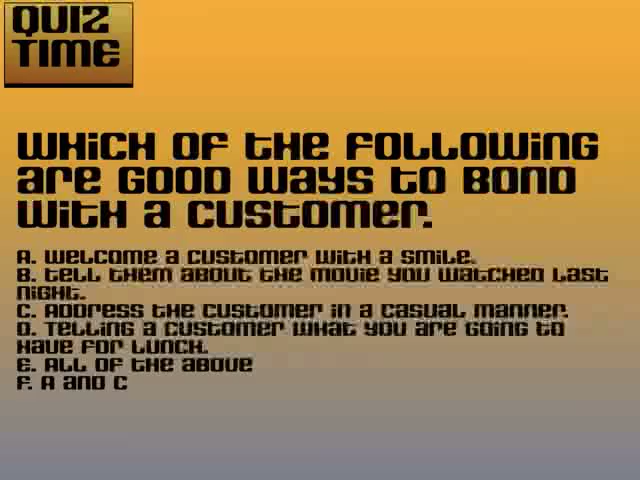 QUIZ
TIME
WHICH OF THE FOLLOWING
ARE GOOD WAYS TO BOND
WITH A CUSTOMER.
A. WELCOME A CUSTOMER WITH A SMILE.
B. TELL THEM ABOUT THE MOVIE YOU WATCHED LAST
NIGHT.
C. ADDRESS THE CUSTOMER IN A CASUAL MANNER.
D. TELLING A CUSTOMER WHAT YOU ARE GOING TO
HAVE FOR LUNCH.
E. ALL OF THE ABOVE
F. A AND C